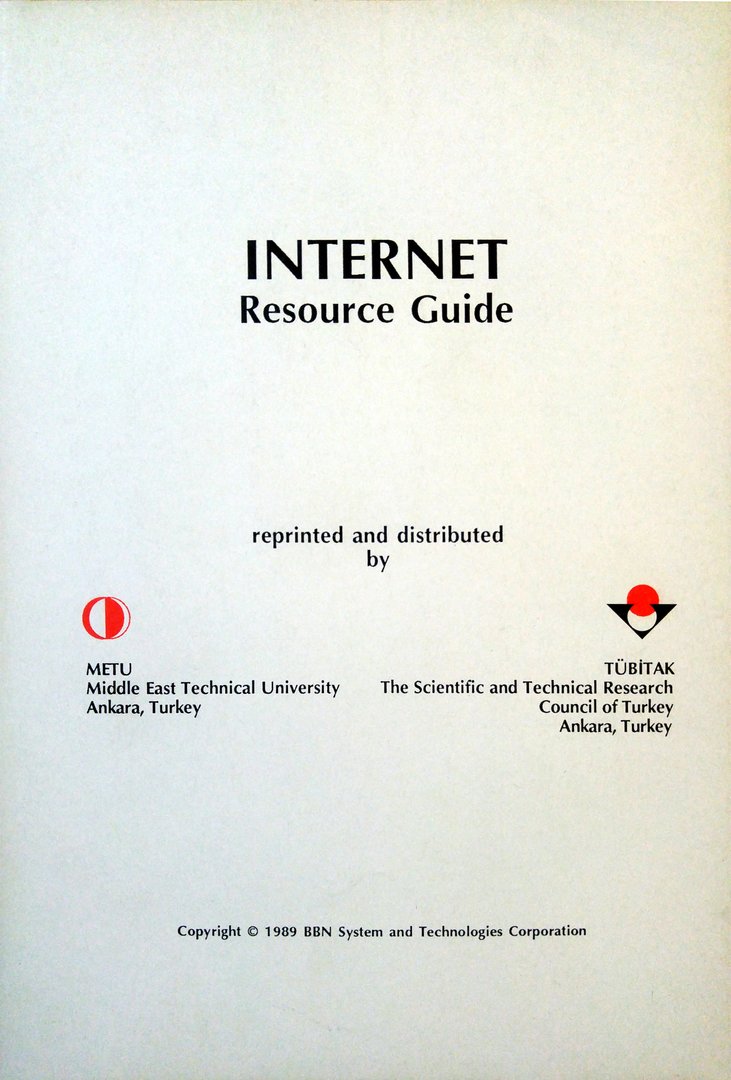 INTERNET
Resource Guide
reprinted and distributed
by
METU
Middle East Technical University
Ankara, Turkey
TÜBİTAK
The Scientific and Technical Research
Council of Turkey
Ankara, Turkey
Copyright © 1989 BBN System and Technologies Corporation